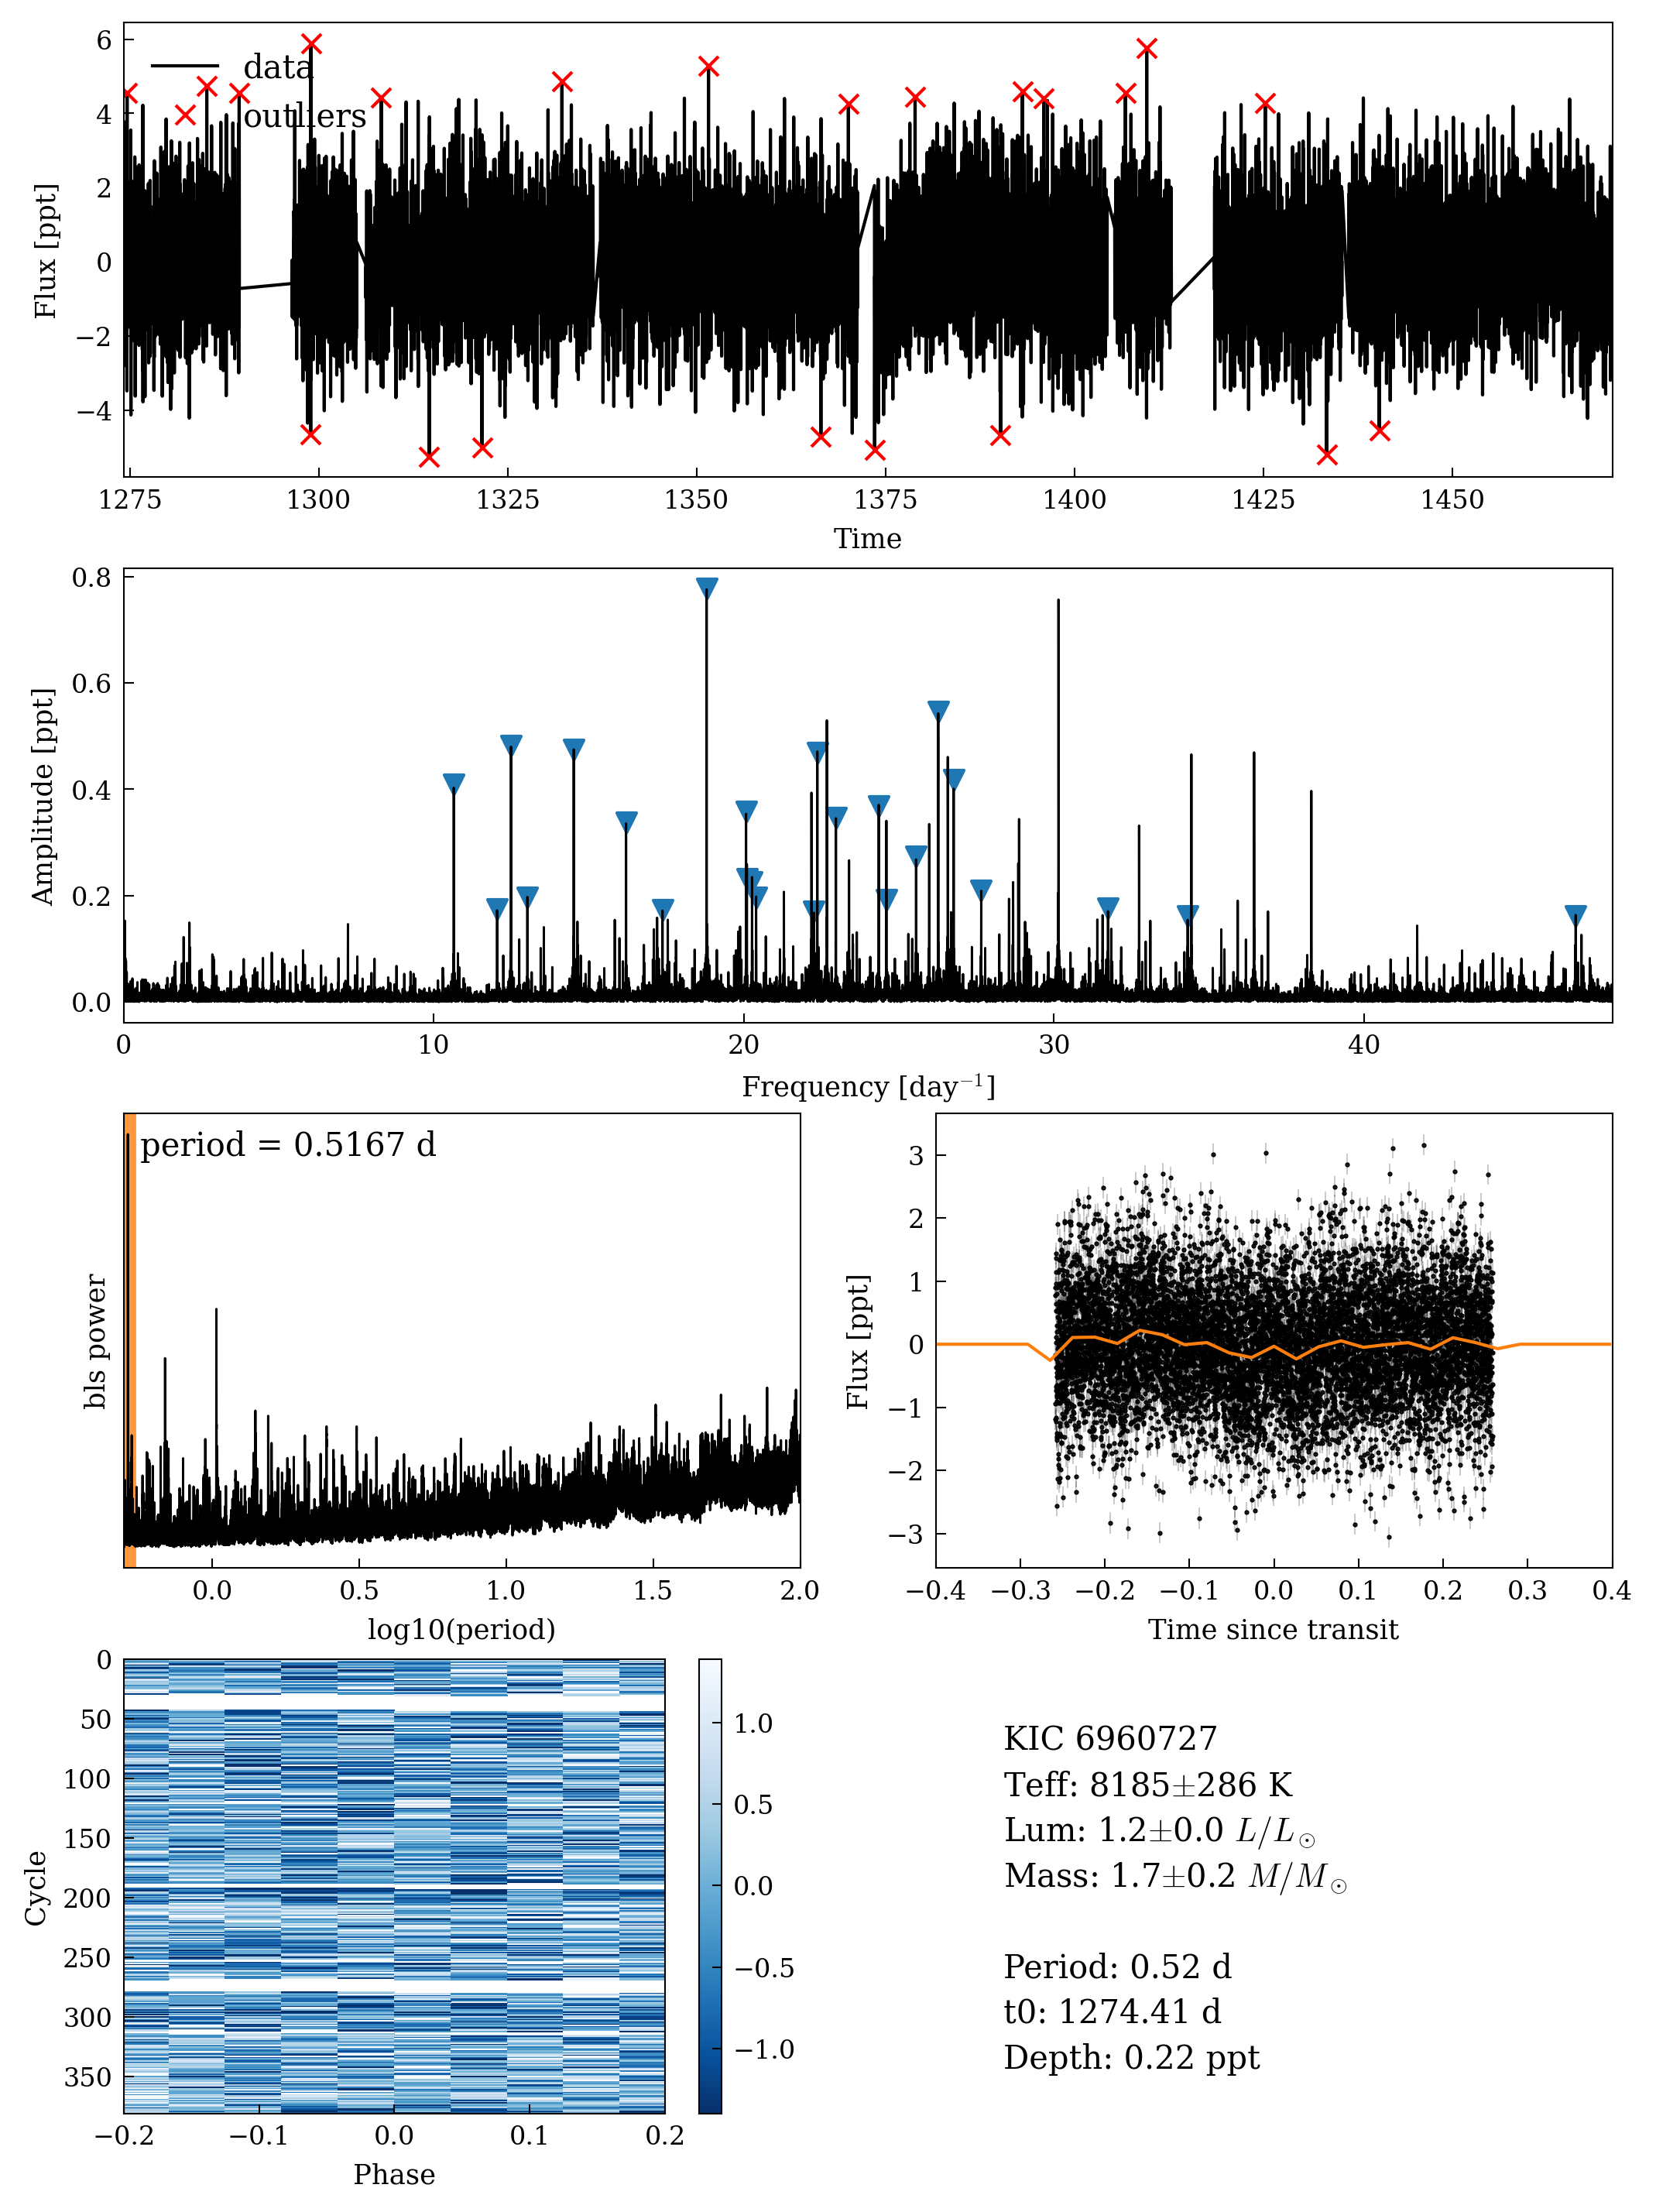 6
4
2
0
−2
−4
Flux [ppt]
data
outliers
1275 1300 1325 1350 1375 1400 1425 1450
Time
0.8
0.6
0.4
0.2
0.0
Amplitude [ppt]
0 10 20 30 40
Frequency [day⁻¹]
period = 0.5167 d
bls power
0.0 0.5 1.0 1.5 2.0
log10(period)
3
2
1
0
−1
−2
−3
Flux [ppt]
−0.4 −0.3 −0.2 −0.1 0.0 0.1 0.2 0.3 0.4
Time since transit
0
50
100
150
200
250
300
350
Cycle
−0.2 −0.1 0.0 0.1 0.2
Phase
1.0
0.5
0.0
−0.5
−1.0
KIC 6960727
Teff: 8185±286 K
Lum: 1.2±0.0 L/L⊙
Mass: 1.7±0.2 M/M⊙
Period: 0.52 d
t0: 1274.41 d
Depth: 0.22 ppt